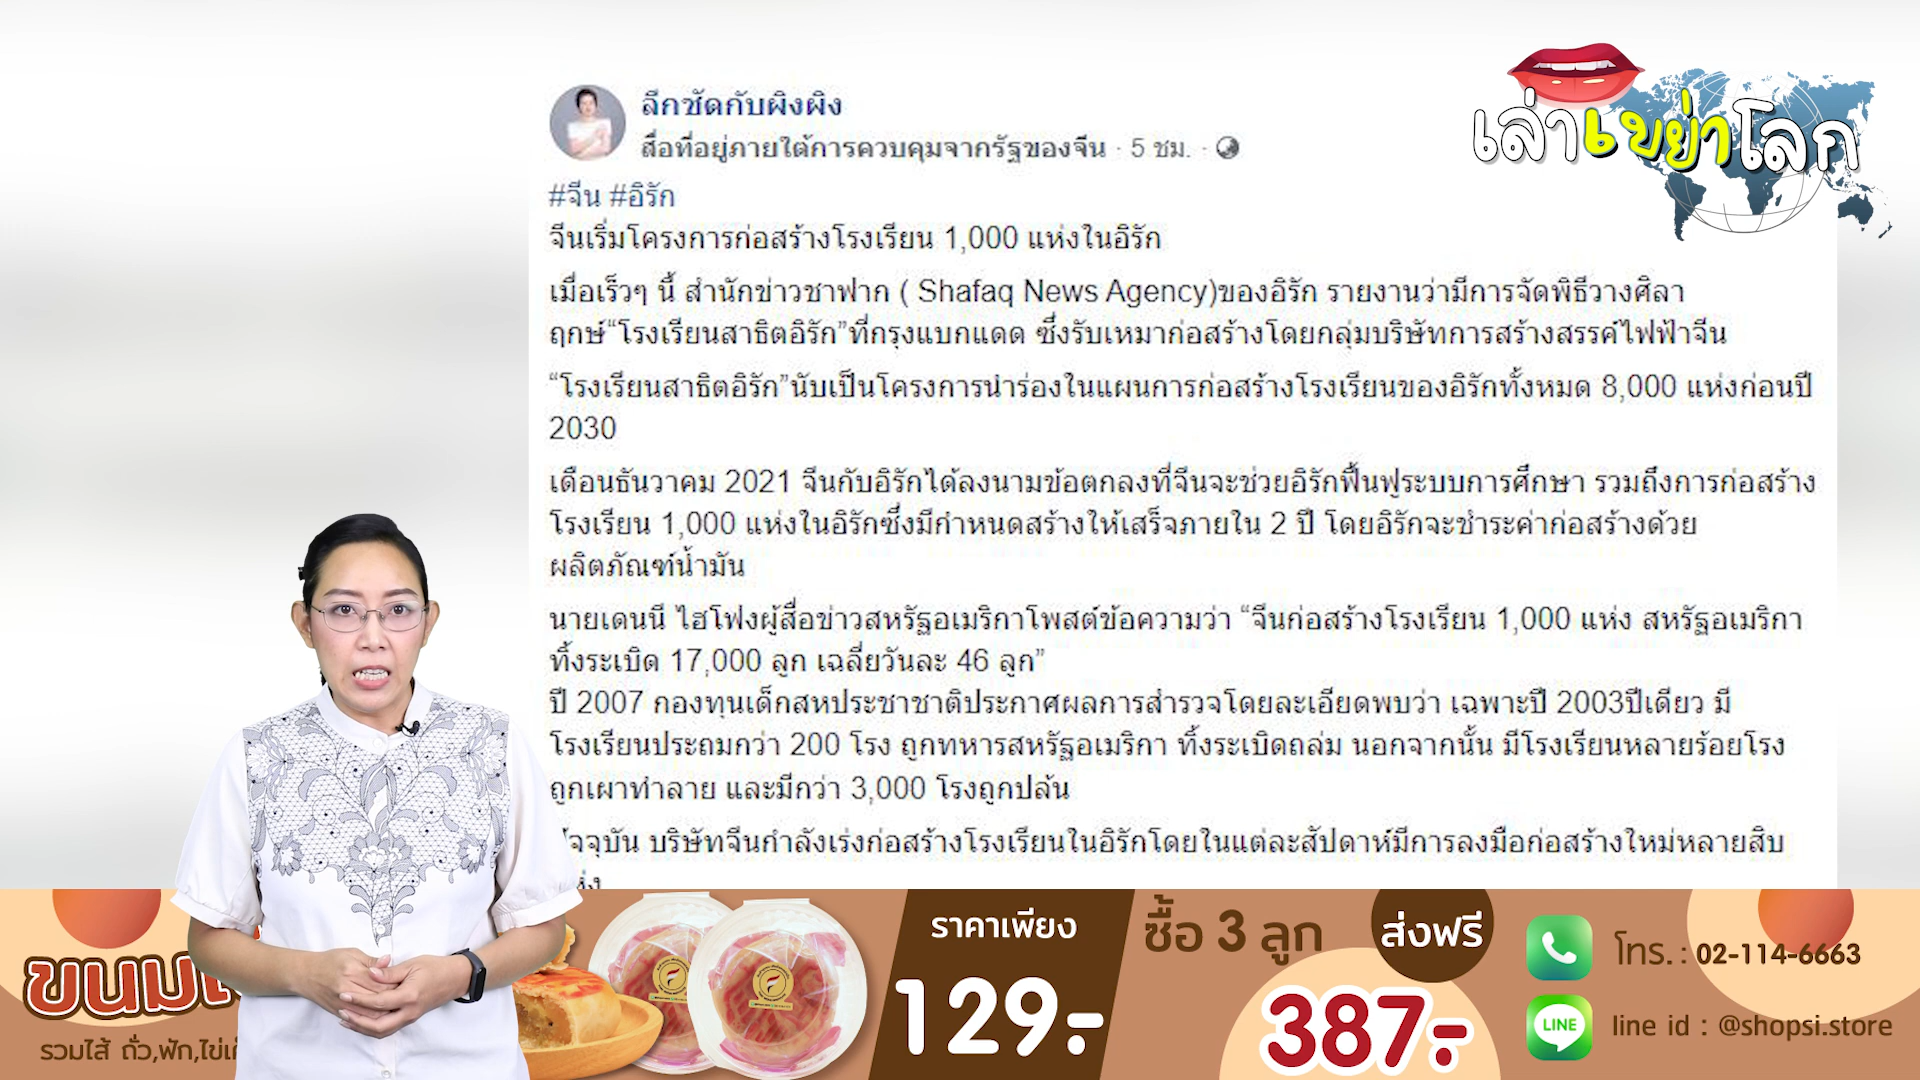 เล่าเขย่าโลก
ลึกชัดกับผิงผิง
สื่อที่อยู่ภายใต้การควบคุมจากรัฐของจีน · 5 ชม. ·
#จีน #อิรัก
จีนเริ่มโครงการก่อสร้างโรงเรียน 1,000 แห่งในอิรัก
เมื่อเร็วๆ นี้ สำนักข่าวชาฟาก ( Shafaq News Agency)ของอิรัก รายงานว่ามีการจัดพิธีวางศิลา
ฤกษ์“โรงเรียนสาธิตอิรัก”ที่กรุงแบกแดด ซึ่งรับเหมาก่อสร้างโดยกลุ่มบริษัทการสร้างสรรค์ไฟฟ้าจีน
“โรงเรียนสาธิตอิรัก”นับเป็นโครงการนำร่องในแผนการก่อสร้างโรงเรียนของอิรักทั้งหมด 8,000 แห่งก่อนปี
2030
เดือนธันวาคม 2021 จีนกับอิรักได้ลงนามข้อตกลงที่จีนจะช่วยอิรักฟื้นฟูระบบการศึกษา รวมถึงการก่อสร้าง
โรงเรียน 1,000 แห่งในอิรักซึ่งมีกำหนดสร้างให้เสร็จภายใน 2 ปี โดยอิรักจะชำระค่าก่อสร้างด้วย
ผลิตภัณฑ์น้ำมัน
นายเดนนี ไฮโฟงผู้สื่อข่าวสหรัฐอเมริกาโพสต์ข้อความว่า “จีนก่อสร้างโรงเรียน 1,000 แห่ง สหรัฐอเมริกา
ทิ้งระเบิด 17,000 ลูก เฉลี่ยวันละ 46 ลูก”
ปี 2007 กองทุนเด็กสหประชาชาติประกาศผลการสำรวจโดยละเอียดพบว่า เฉพาะปี 2003ปีเดียว มี
โรงเรียนประถมกว่า 200 โรง ถูกทหารสหรัฐอเมริกา ทิ้งระเบิดถล่ม นอกจากนั้น มีโรงเรียนหลายร้อยโรง
ถูกเผาทำลาย และมีกว่า 3,000 โรงถูกปล้น
ปัจจุบัน บริษัทจีนกำลังเร่งก่อสร้างโรงเรียนในอิรักโดยในแต่ละสัปดาห์มีการลงมือก่อสร้างใหม่หลายสิบ
แห่ง
ขนม
รวมไส้ ถั่ว,ฟัก,ไข่เค็
ราคาเพียง
129.-
ซื้อ 3 ลูก
ส่งฟรี
387.-
โทร. : 02-114-6663
LINE
line id : @shopsi.store